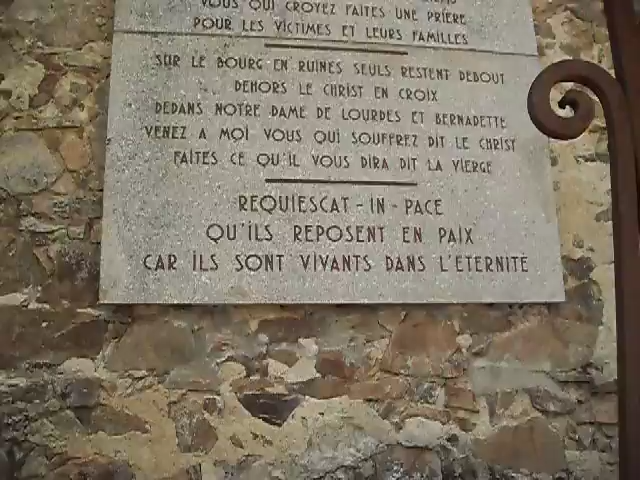 VOUS QUI CROYEZ FAITES UNE PRIÈRE
POUR LES VICTIMES ET LEURS FAMILLES
SUR LE BOURG EN RUINES SEULS RESTENT DEBOUT
DEHORS LE CHRIST EN CROIX
DEDANS NOTRE DAME DE LOURDES ET BERNADETTE
VENEZ A MOI VOUS QUI SOUFFREZ DIT LE CHRIST
FAITES CE QU'IL VOUS DIRA DIT LA VIERGE
REQUIESCAT - IN - PACE
QU'ILS REPOSENT EN PAIX
CAR ILS SONT VIVANTS DANS L'ETERNITÉ